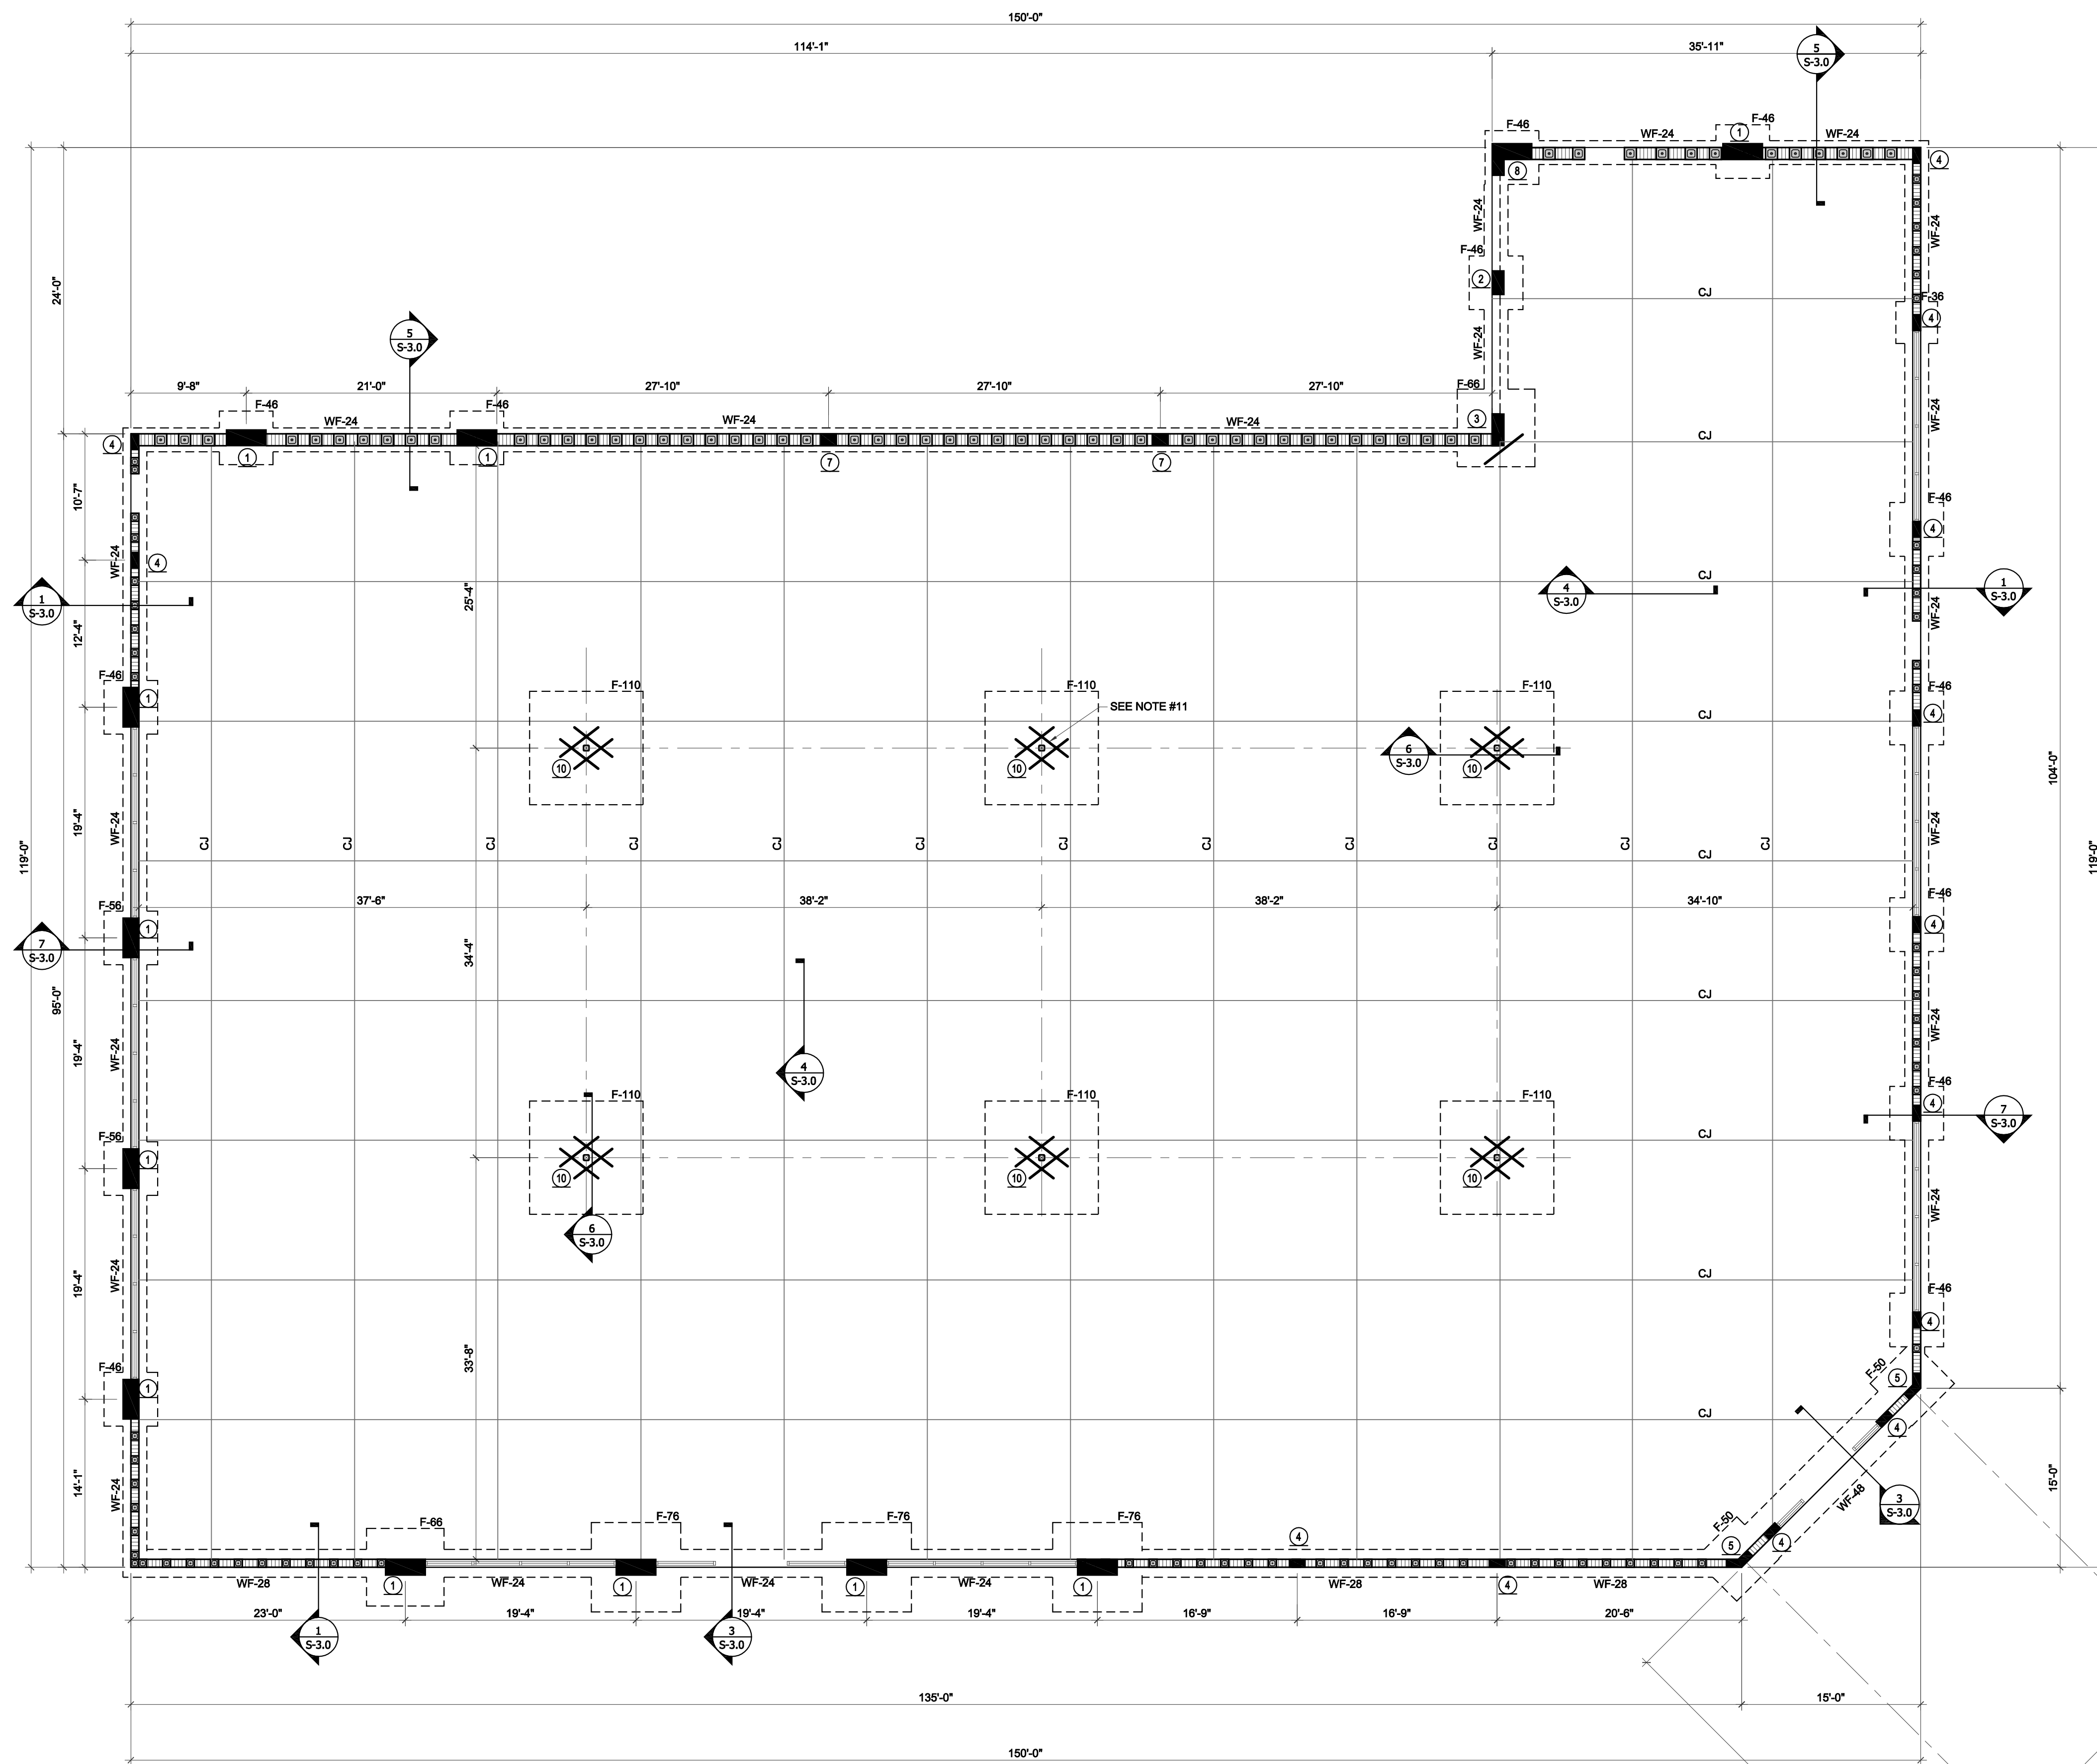 150'-0"
114'-1"
35'-11"
5
S-3.0
F-46
WF-24
F-46
1
WF-24
4
8
WF-24
WF-24
F-46
2
24'-0"
F-36
4
CJ
5
S-3.0
WF-24
9'-8"
21'-0"
27'-10"
27'-10"
27'-10"
F-66
WF-24
F-46
WF-24
F-46
WF-24
WF-24
3
4
1
1
7
7
CJ
10'-7"
F-46
4
WF-24
4
25'-4"
CJ
1
S-3.0
4
S-3.0
1
S-3.0
12'-4"
WF-24
F-46
1
F-110
F-110
F-110
F-46
SEE NOTE #11
4
CJ
104'-0"
10
10
6
S-3.0
10
19'-4"
WF-24
119'-0"
CJ
CJ
CJ
CJ
CJ
CJ
CJ
CJ
CJ
CJ
CJ
CJ
CJ
WF-24
119'-0"
F-56
1
37'-6"
38'-2"
38'-2"
34'-10"
F-46
4
7
S-3.0
34'-4"
95'-0"
CJ
19'-4"
WF-24
WF-24
4
S-3.0
F-110
F-110
F-110
F-46
4
7
S-3.0
F-56
1
CJ
10
10
10
WF-24
6
S-3.0
19'-4"
WF-24
CJ
F-46
4
33'-8"
F-46
1
F-50
5
CJ
4
14'-1"
WF-24
WF-48
3
S-3.0
15'-0"
F-66
F-76
F-76
F-76
F-50
4
5
4
WF-28
1
WF-24
1
WF-24
1
WF-24
1
WF-28
4
WF-28
23'-0"
19'-4"
19'-4"
19'-4"
16'-9"
16'-9"
20'-6"
1
S-3.0
3
S-3.0
135'-0"
15'-0"
150'-0"